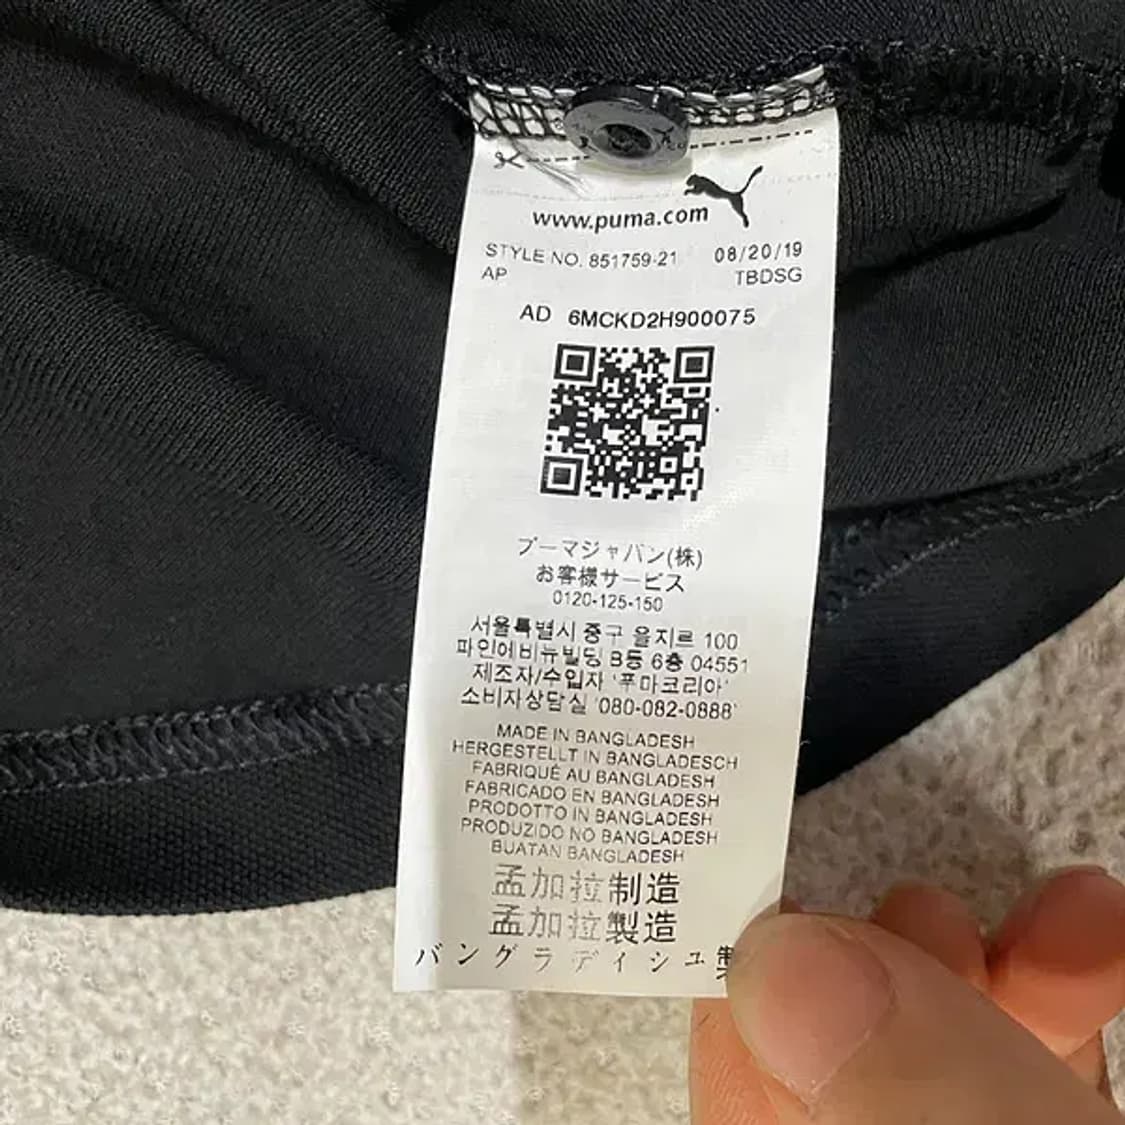 www.puma.com
STYLE NO. 851759-21 08/20/19
AP TBDSG
AD 6MCKD2H900075
プーマジャパン(株)
お客様サービス
0120-125-150
서울특별시 중구 을지로 100
파인애비뉴빌딩 B동 6층 04551
제조자/수입자 '푸마코리아'
소비자상담실 '080-082-0888'
MADE IN BANGLADESH
HERGESTELLT IN BANGLADESCH
FABRIQUÉ AU BANGLADESH
FABRICADO EN BANGLADESH
PRODOTTO IN BANGLADESH
PRODUZIDO NO BANGLADESH
BUATAN BANGLADESH
孟加拉制造
孟加拉製造
バングラディシュ製